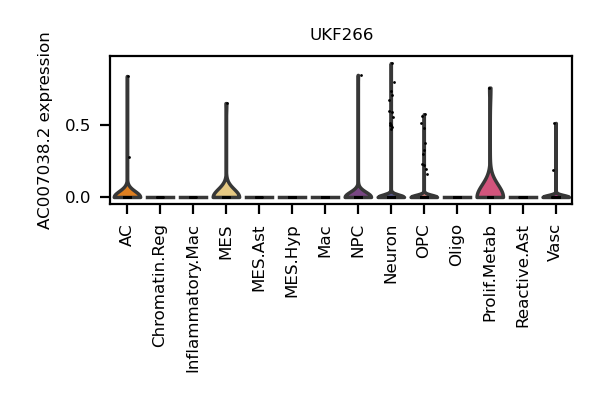 UKF266
AC007038.2 expression
0.5
0.0
AC
Chromatin.Reg
Inflammatory.Mac
MES
MES.Ast
MES.Hyp
Mac
NPC
Neuron
OPC
Oligo
Prolif.Metab
Reactive.Ast
Vasc